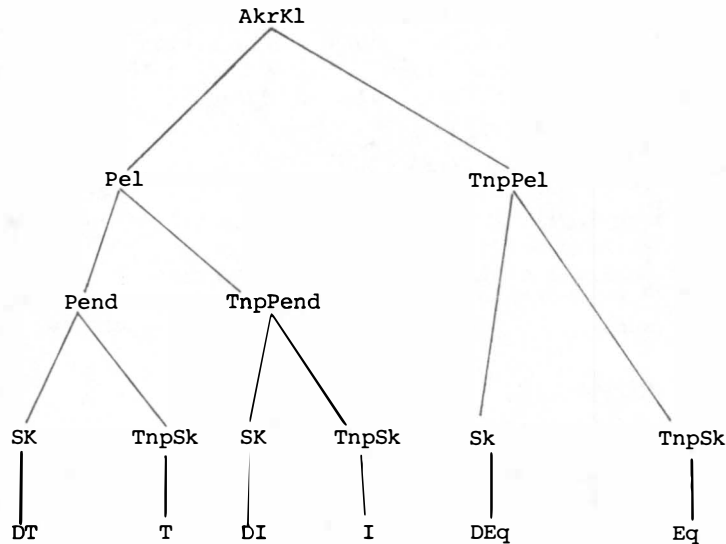 AkrKl
Pel TnpPel
Pend TnpPend
SK TnpSk SK TnpSk Sk TnpSk
DT T DI I DEq Eq